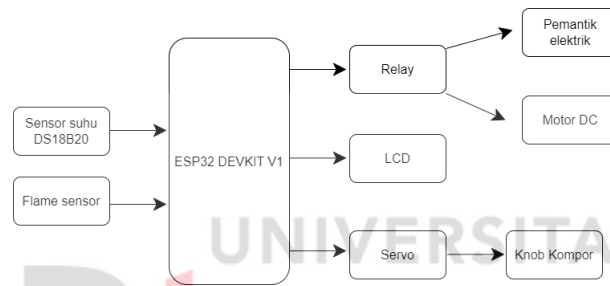 Pemantik
elektrik
Relay
Sensor suhu
DS18B20
Motor DC
ESP32 DEVKIT V1
LCD
Flame sensor
UNIVERSITA
Servo
Knob Kompor